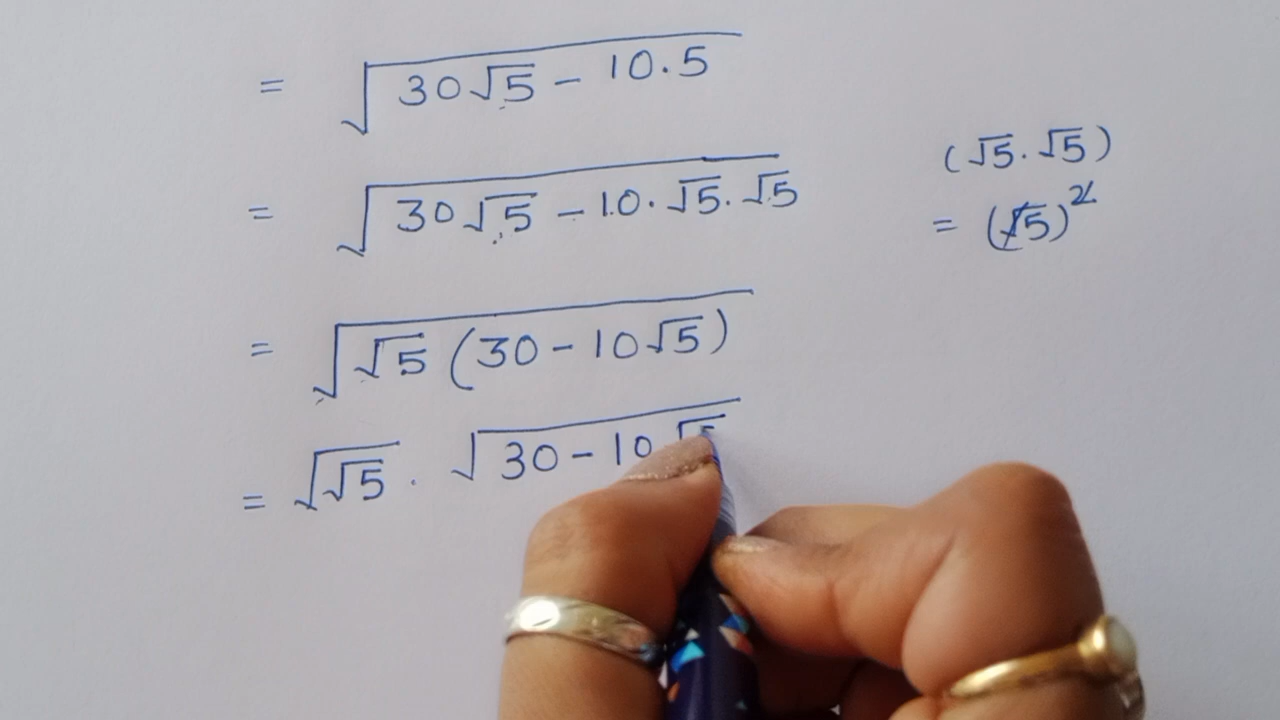 = √(30√5 - 10.5)
= √(30√5 - 10.√5.√5)
(√5.√5)
= (√5)²
= √(√5 (30 - 10√5))
= √√5 . √(30 - 10√5)